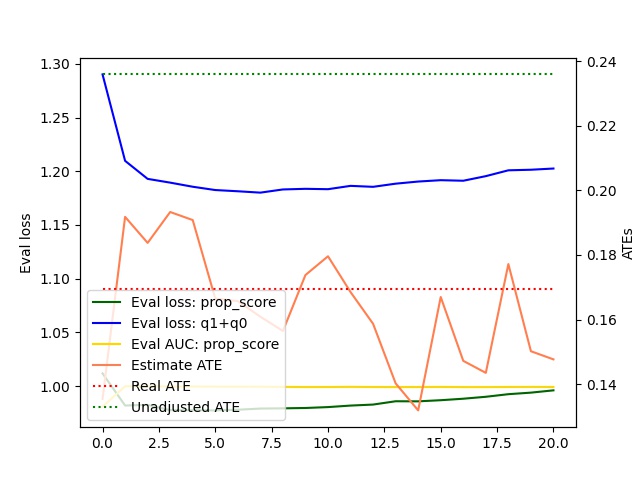 1.30
1.25
1.20
1.15
1.10
1.05
1.00
Eval loss
0.24
0.22
0.20
0.18
0.16
0.14
ATEs
Eval loss: prop_score
Eval loss: q1+q0
Eval AUC: prop_score
Estimate ATE
Real ATE
Unadjusted ATE
0.0 2.5 5.0 7.5 10.0 12.5 15.0 17.5 20.0